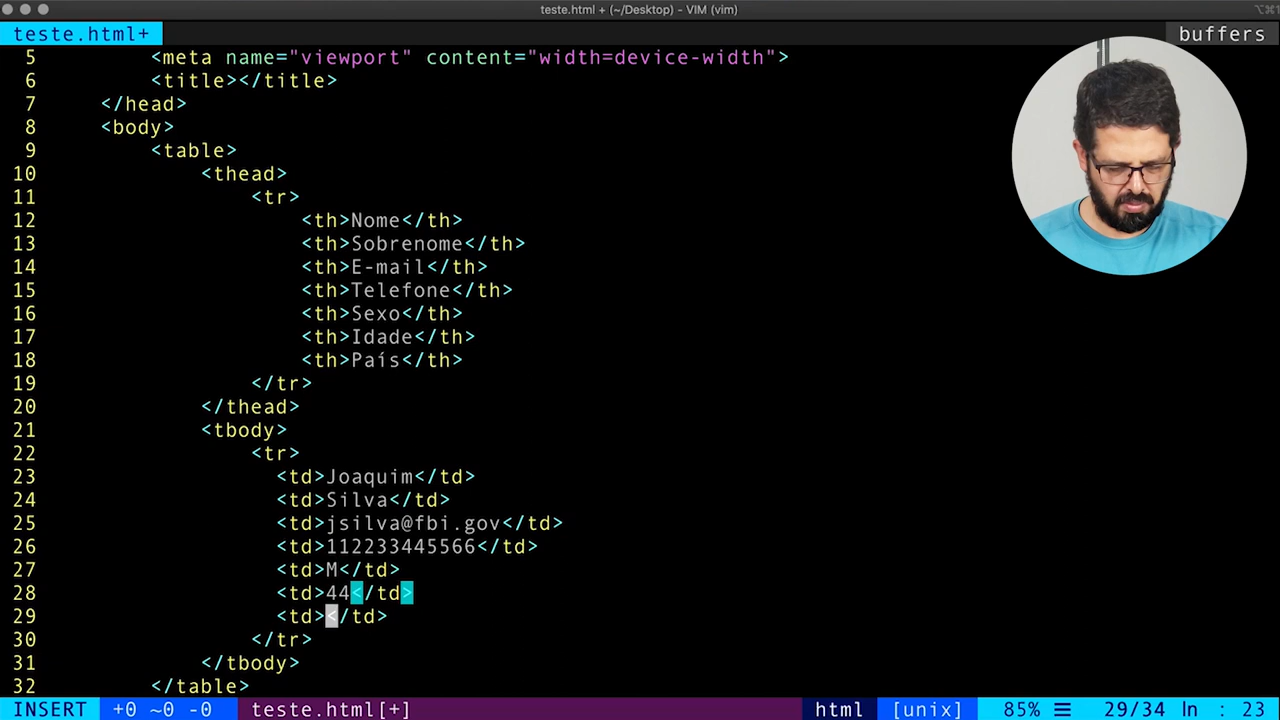 teste.html + (~/Desktop) - VIM (vim)
teste.html+ buffers
5 <meta name="viewport" content="width=device-width">
6 <title></title>
7 </head>
8 <body>
9 <table>
10 <thead>
11 <tr>
12 <th>Nome</th>
13 <th>Sobrenome</th>
14 <th>E-mail</th>
15 <th>Telefone</th>
16 <th>Sexo</th>
17 <th>Idade</th>
18 <th>País</th>
19 </tr>
20 </thead>
21 <tbody>
22 <tr>
23 <td>Joaquim</td>
24 <td>Silva</td>
25 <td>jsilva@fbi.gov</td>
26 <td>112233445566</td>
27 <td>M</td>
28 <td>44</td>
29 <td></td>
30 </tr>
31 </tbody>
32 </table>
INSERT +0 ~0 -0 teste.html[+] html [unix] 85% ☰ 29/34 ln : 23